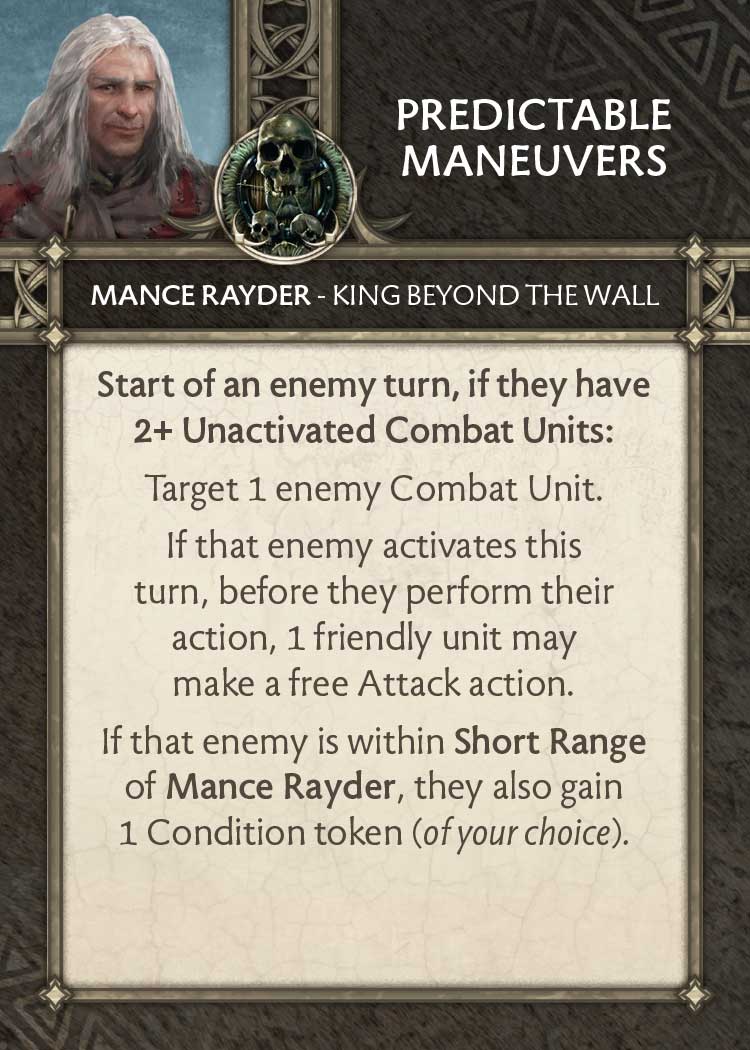 PREDICTABLE
MANEUVERS
MANCE RAYDER - KING BEYOND THE WALL
Start of an enemy turn, if they have
2+ Unactivated Combat Units:
Target 1 enemy Combat Unit.
If that enemy activates this
turn, before they perform their
action, 1 friendly unit may
make a free Attack action.
If that enemy is within Short Range
of Mance Rayder, they also gain
1 Condition token (of your choice).